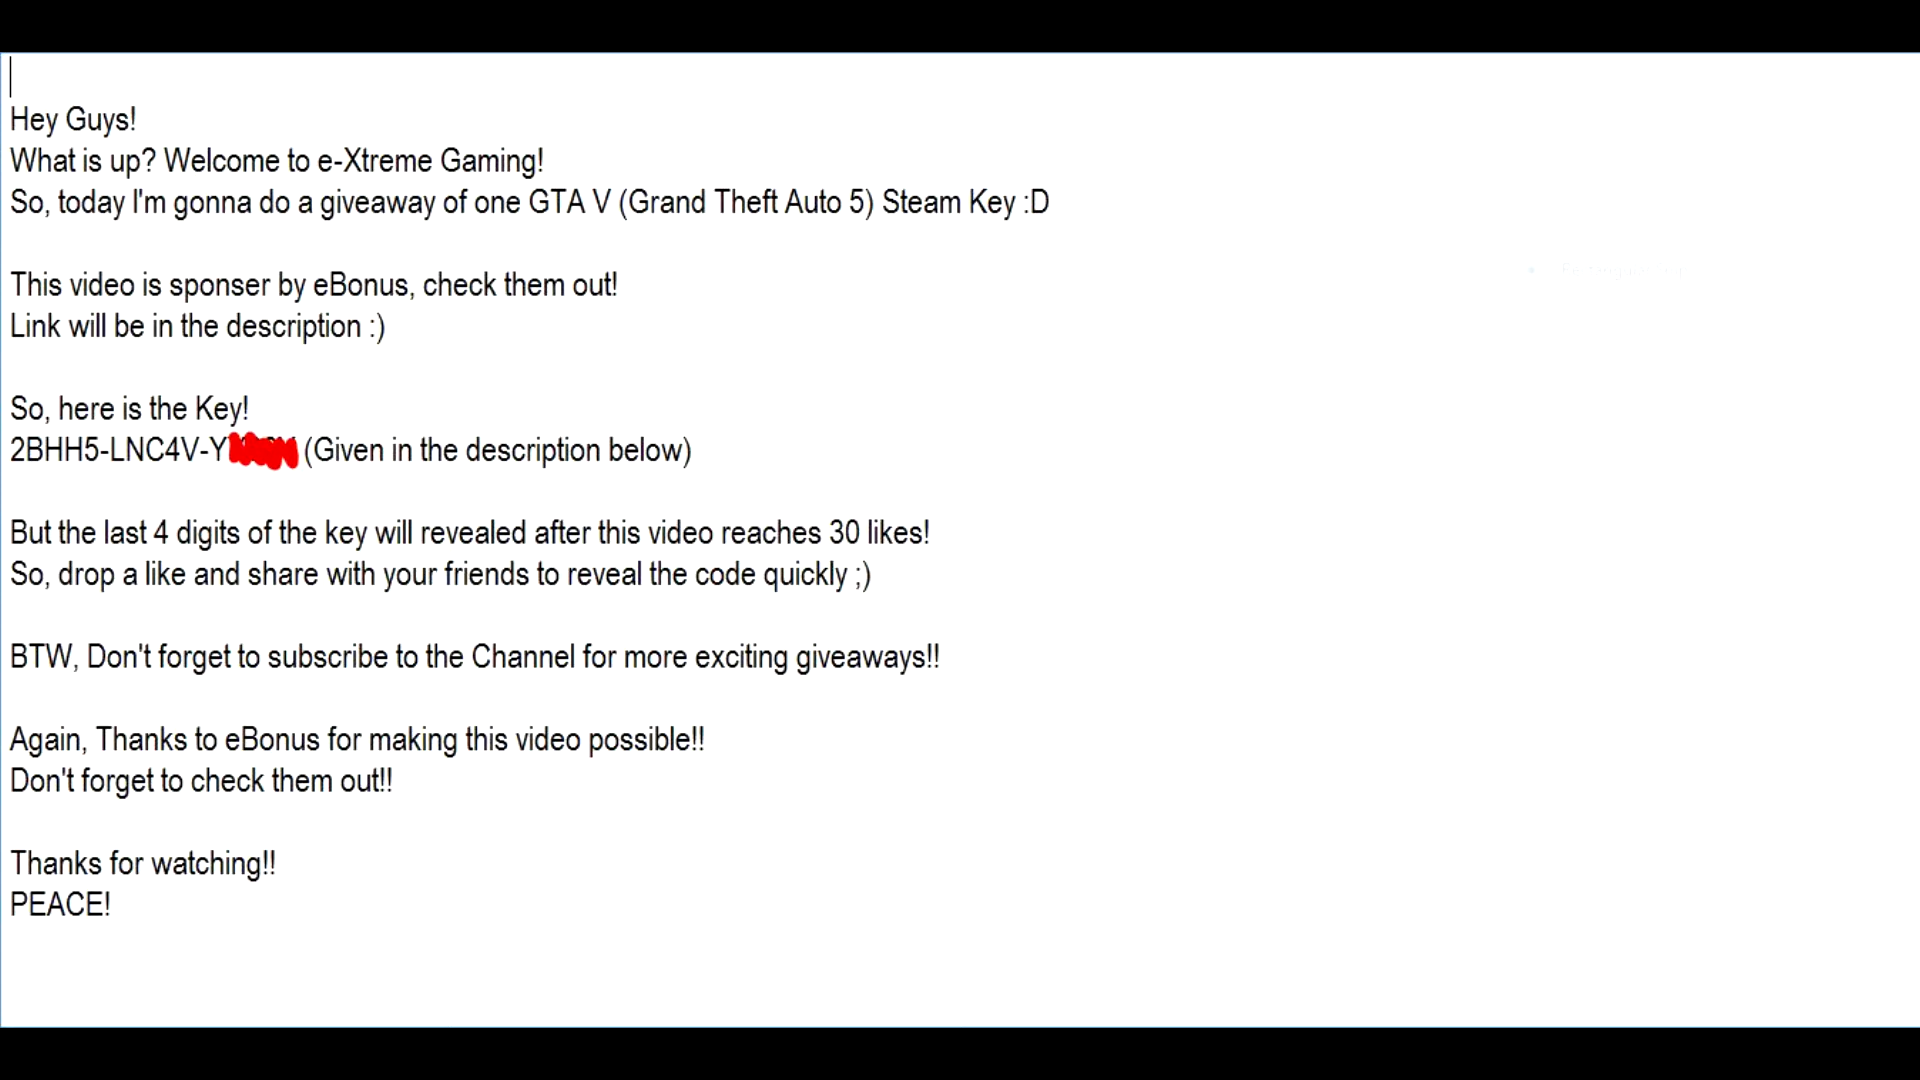 Hey Guys!
What is up? Welcome to e-Xtreme Gaming!
So, today I'm gonna do a giveaway of one GTA V (Grand Theft Auto 5) Steam Key :D
This video is sponser by eBonus, check them out!
Link will be in the description :)
So, here is the Key!
2BHH5-LNC4V-Y (Given in the description below)
But the last 4 digits of the key will revealed after this video reaches 30 likes!
So, drop a like and share with your friends to reveal the code quickly ;)
BTW, Don't forget to subscribe to the Channel for more exciting giveaways!!
Again, Thanks to eBonus for making this video possible!!
Don't forget to check them out!!
Thanks for watching!!
PEACE!